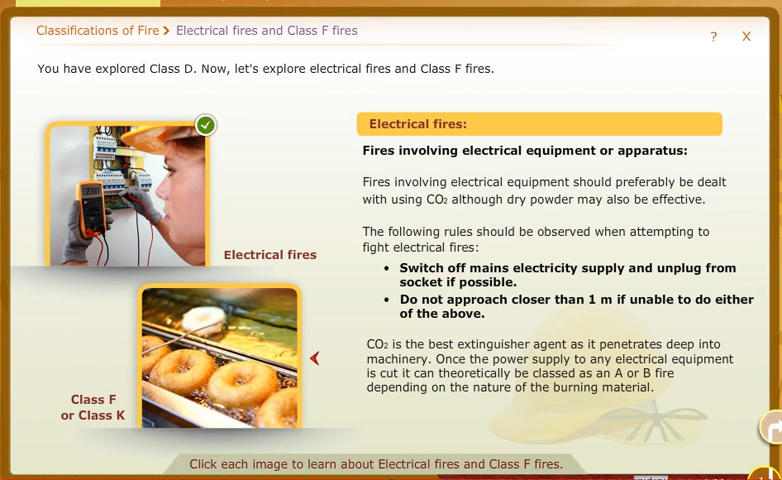 Classifications of Fire > Electrical fires and Class F fires
? X
You have explored Class D. Now, let's explore electrical fires and Class F fires.
Electrical fires:
Fires involving electrical equipment or apparatus:
Fires involving electrical equipment should preferably be dealt
with using CO₂ although dry powder may also be effective.
The following rules should be observed when attempting to
fight electrical fires:
• Switch off mains electricity supply and unplug from
socket if possible.
• Do not approach closer than 1 m if unable to do either
of the above.
CO₂ is the best extinguisher agent as it penetrates deep into
machinery. Once the power supply to any electrical equipment
is cut it can theoretically be classed as an A or B fire
depending on the nature of the burning material.
Electrical fires
Class F
or Class K
Click each image to learn about Electrical fires and Class F fires.